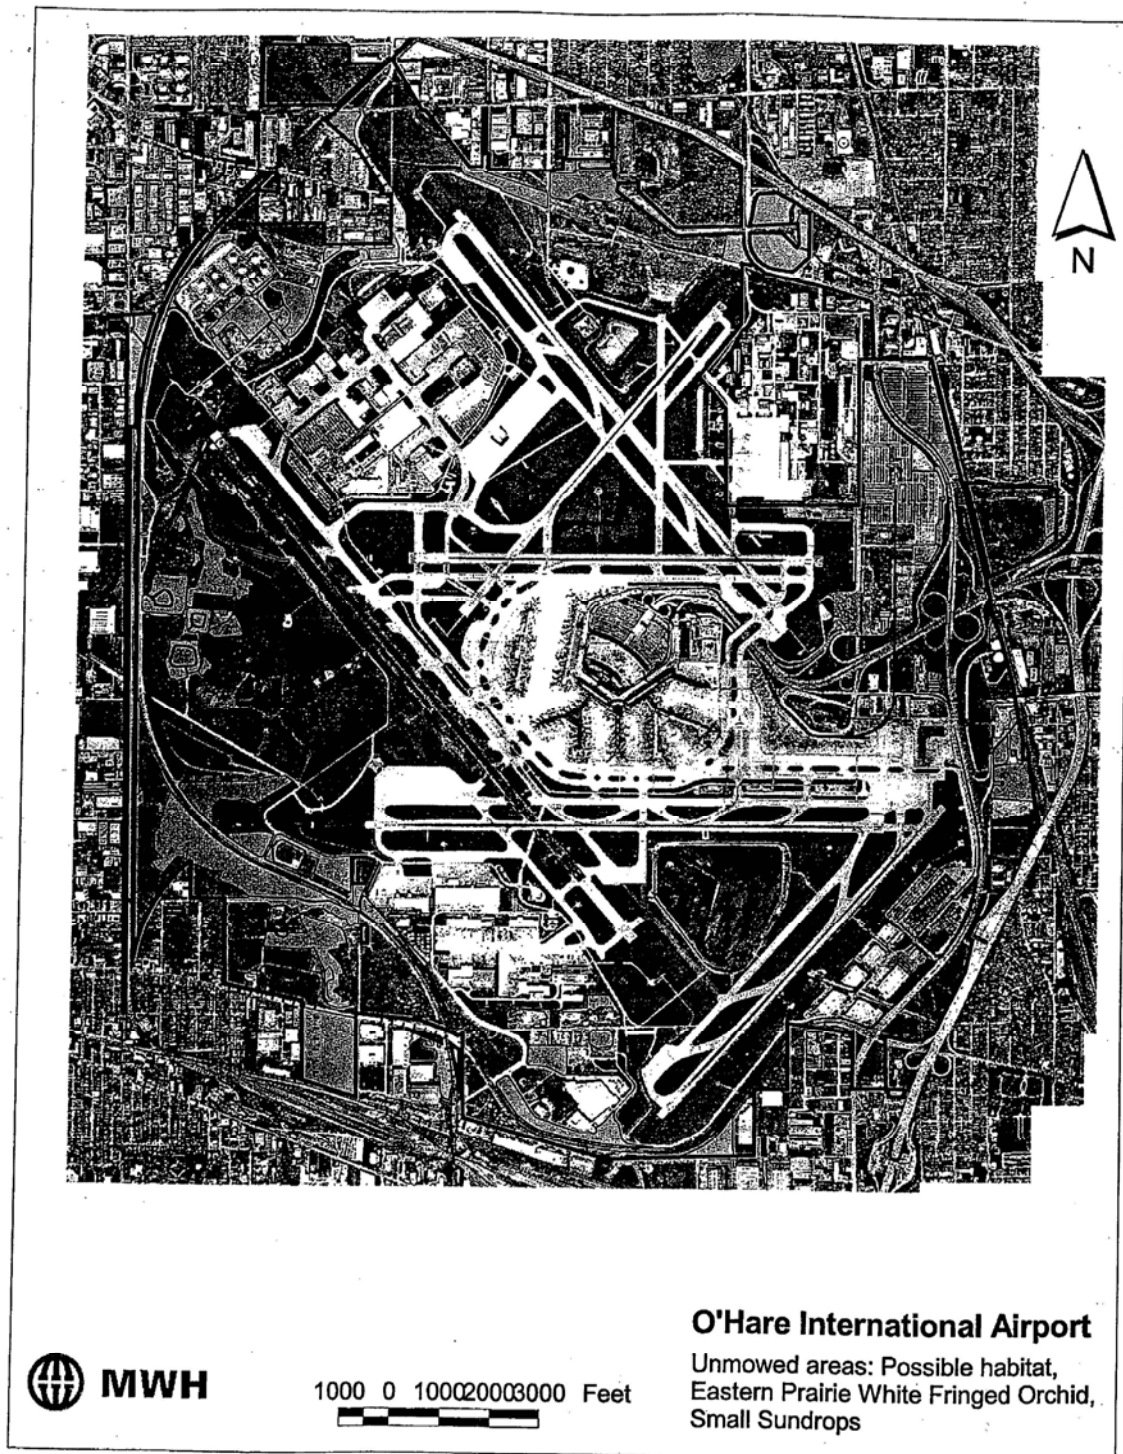 N
O'Hare International Airport
Unmowed areas: Possible habitat,
Eastern Prairie White Fringed Orchid,
Small Sundrops
MWH
1000 0 100020003000 Feet